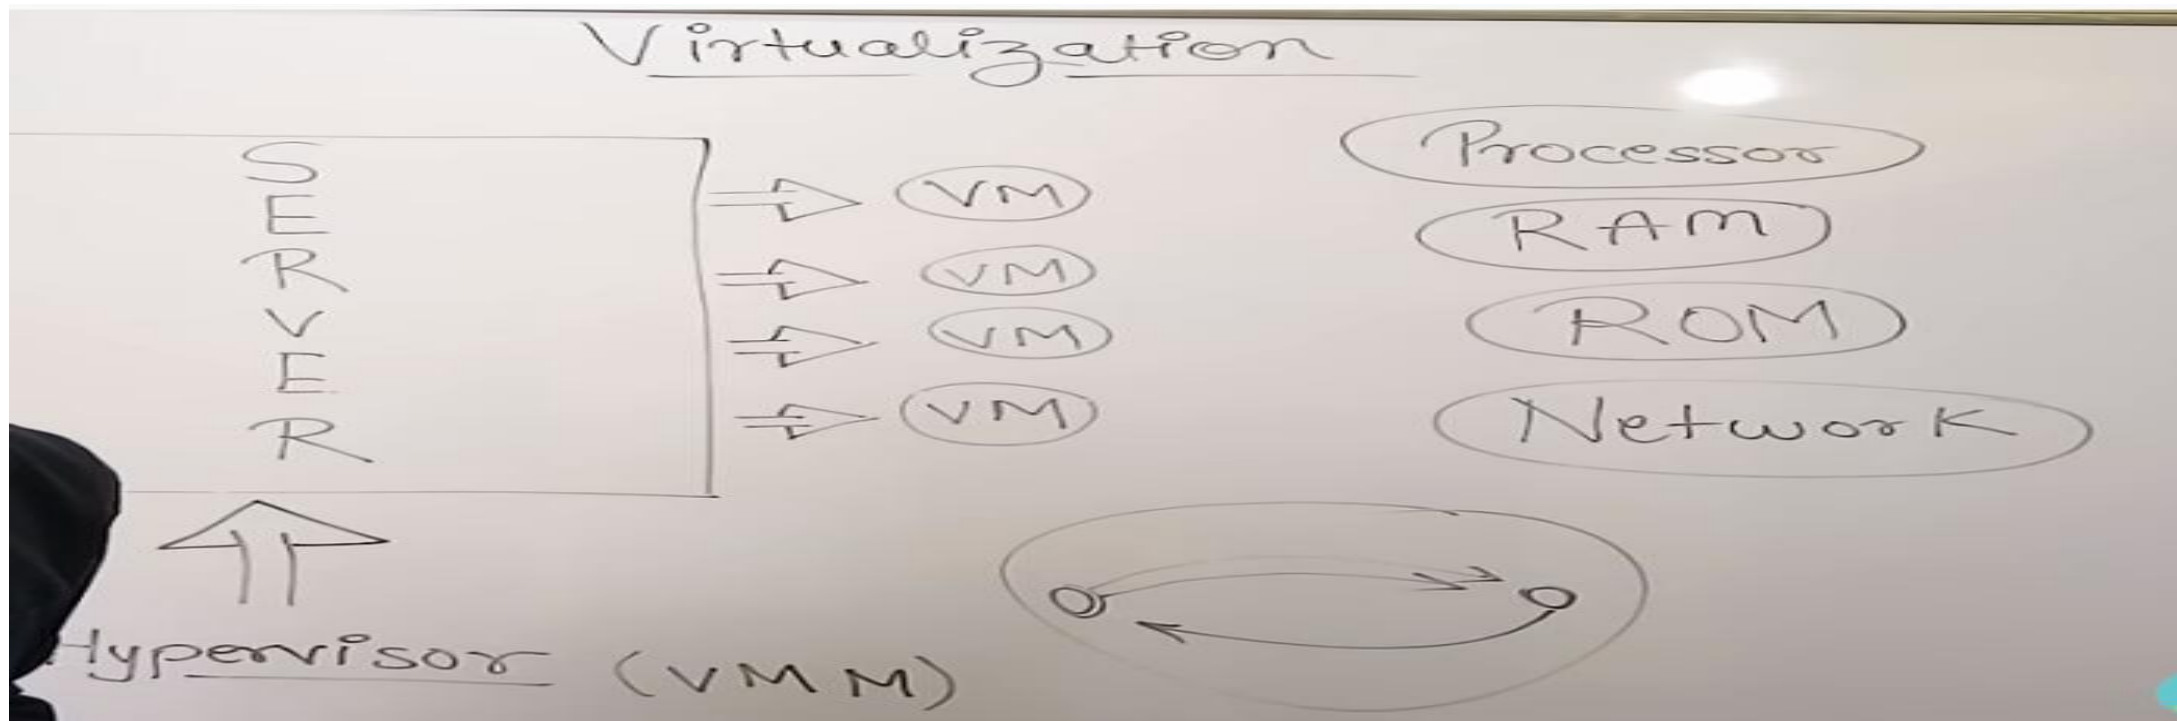 Virtualization
SERVER
VM
VM
VM
VM
Processor
RAM
ROM
Network
Hypervisor (VMM)